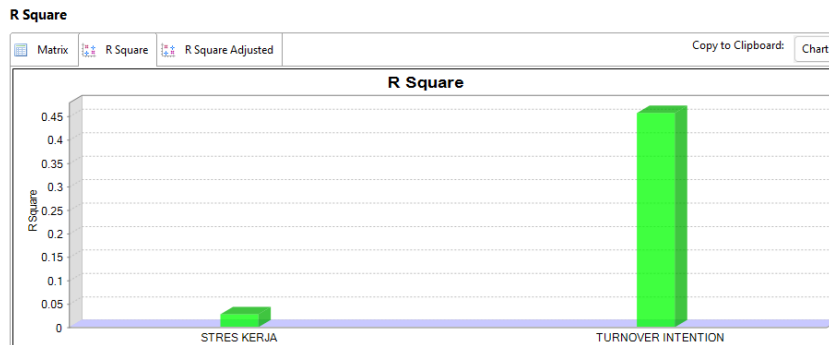 R Square
Matrix R Square R Square Adjusted Copy to Clipboard: Chart
R Square
0.45
0.4
0.35
0.3
0.25
0.2
0.15
0.1
0.05
0
R Square
STRES KERJA TURNOVER INTENTION